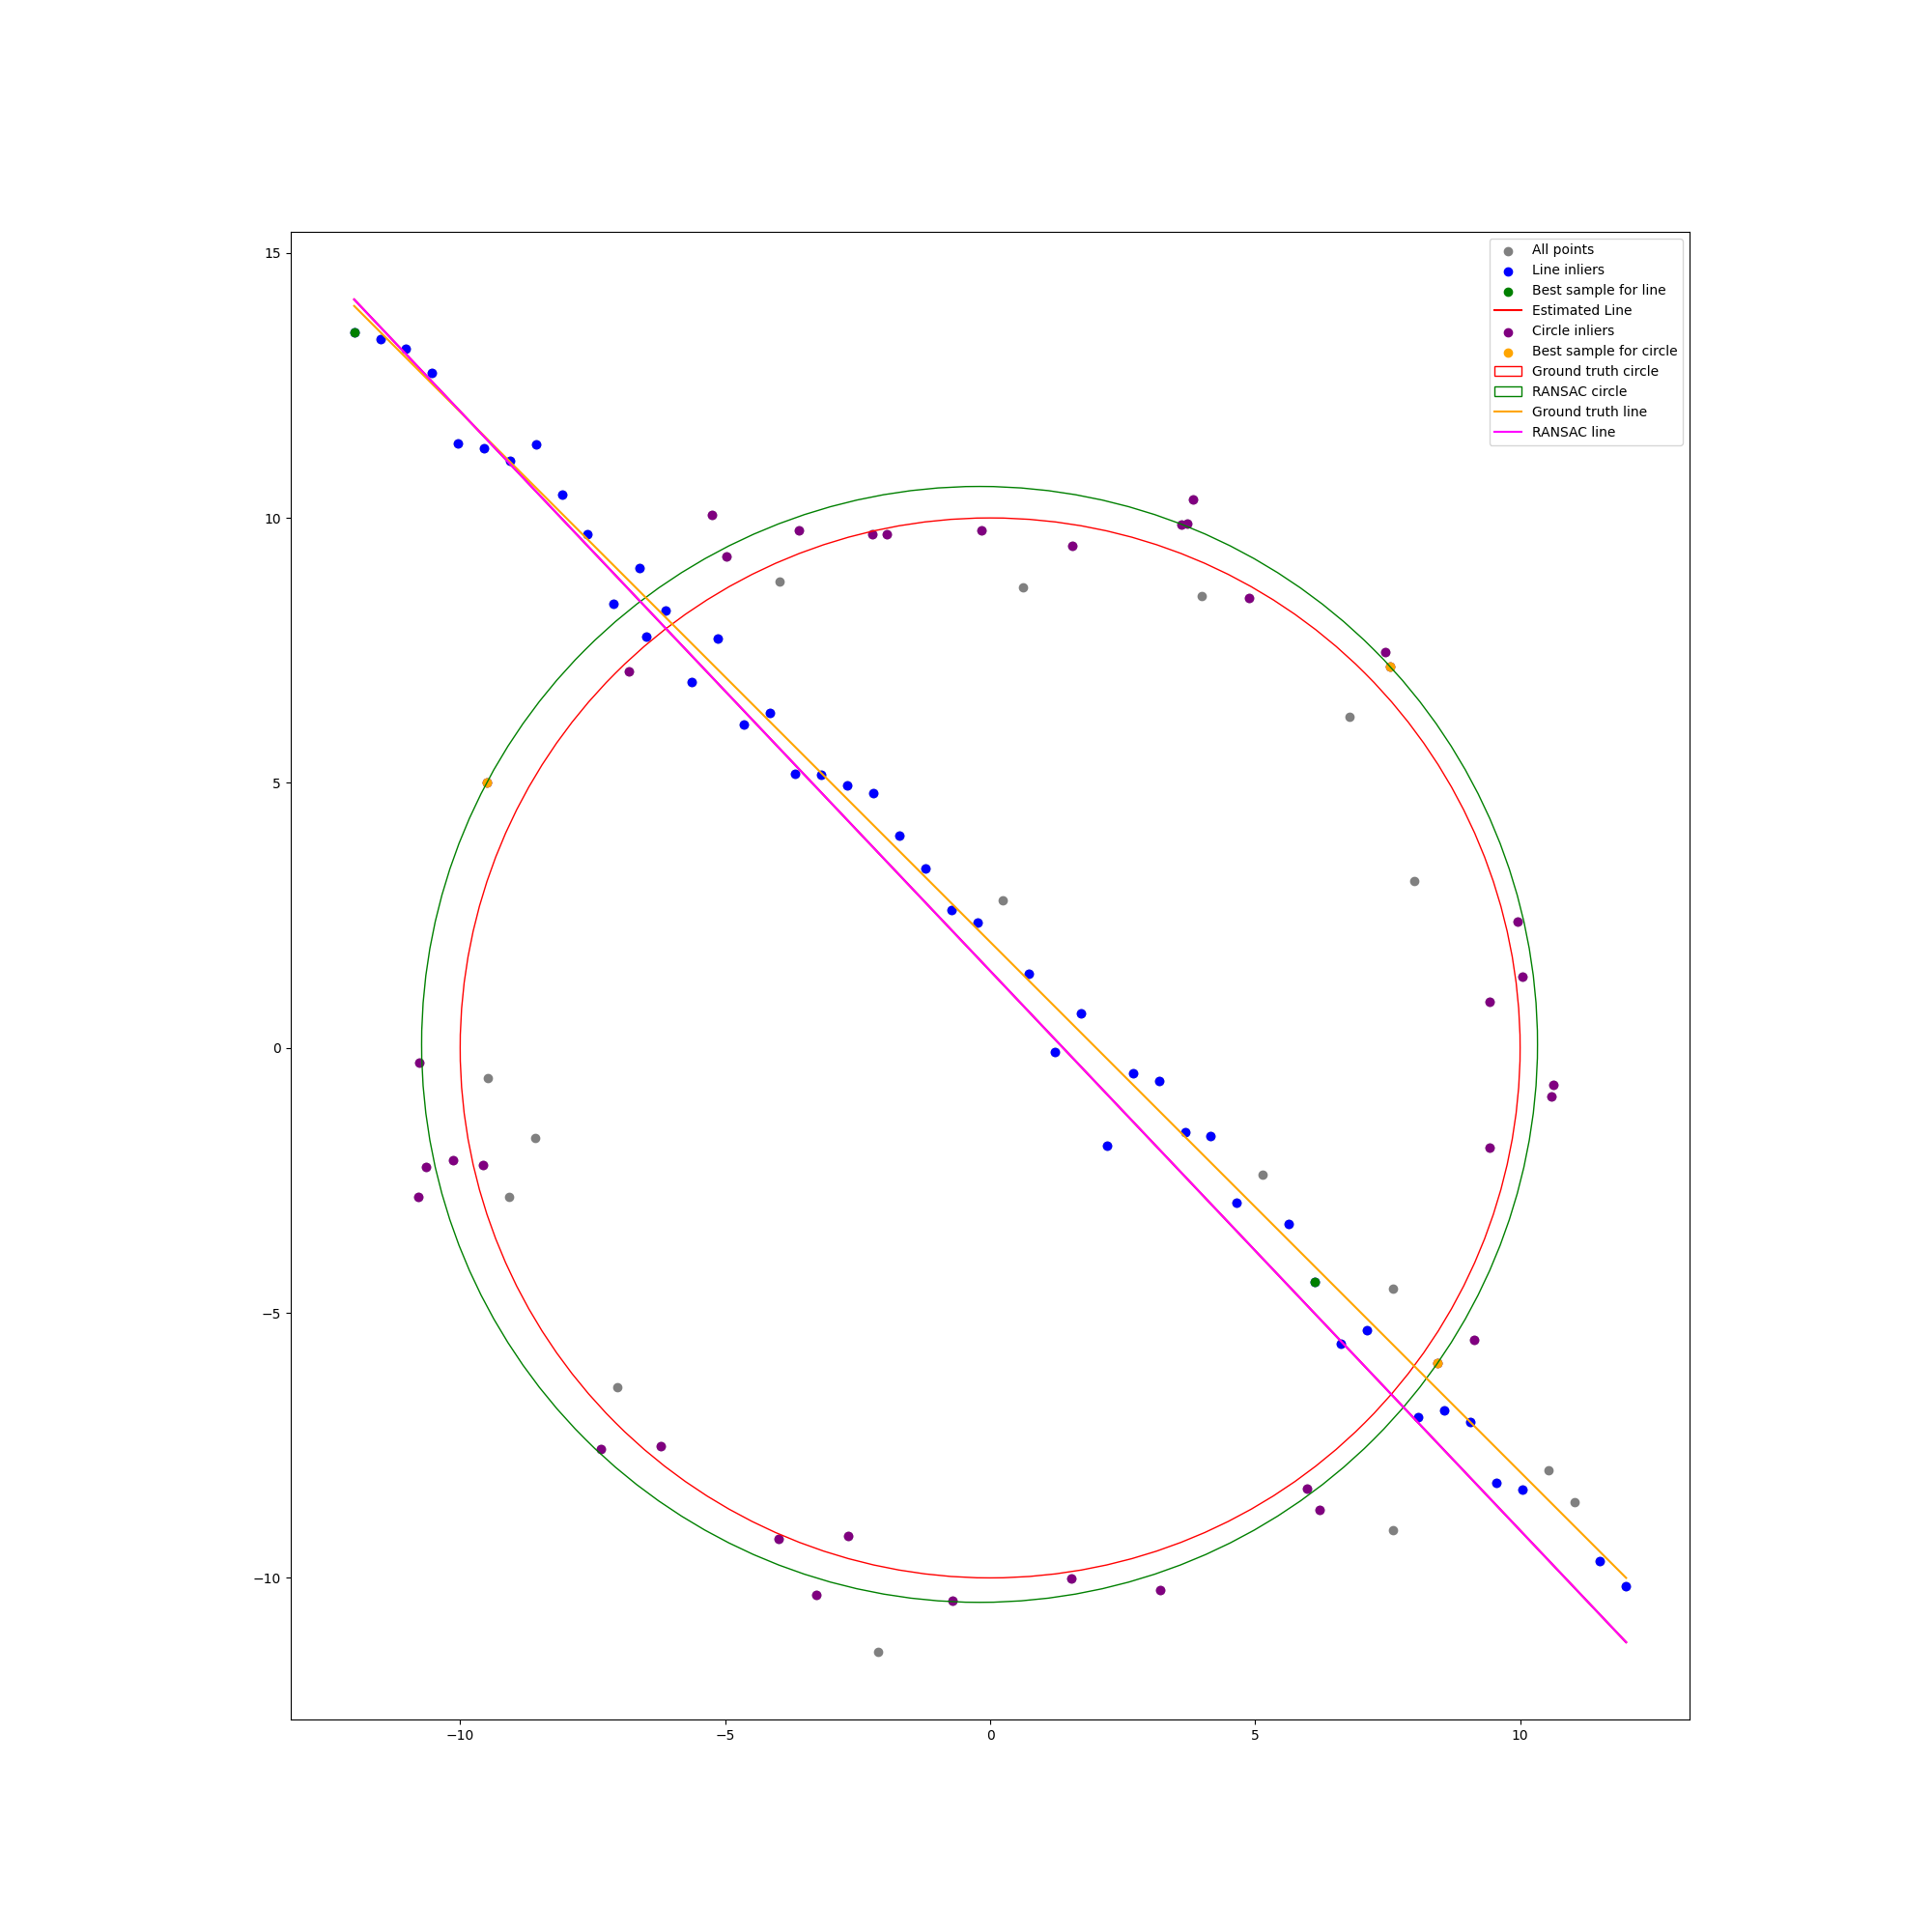 15
10
5
0
−5
−10
−10
−5
0
5
10
All points
Line inliers
Best sample for line
Estimated Line
Circle inliers
Best sample for circle
Ground truth circle
RANSAC circle
Ground truth line
RANSAC line